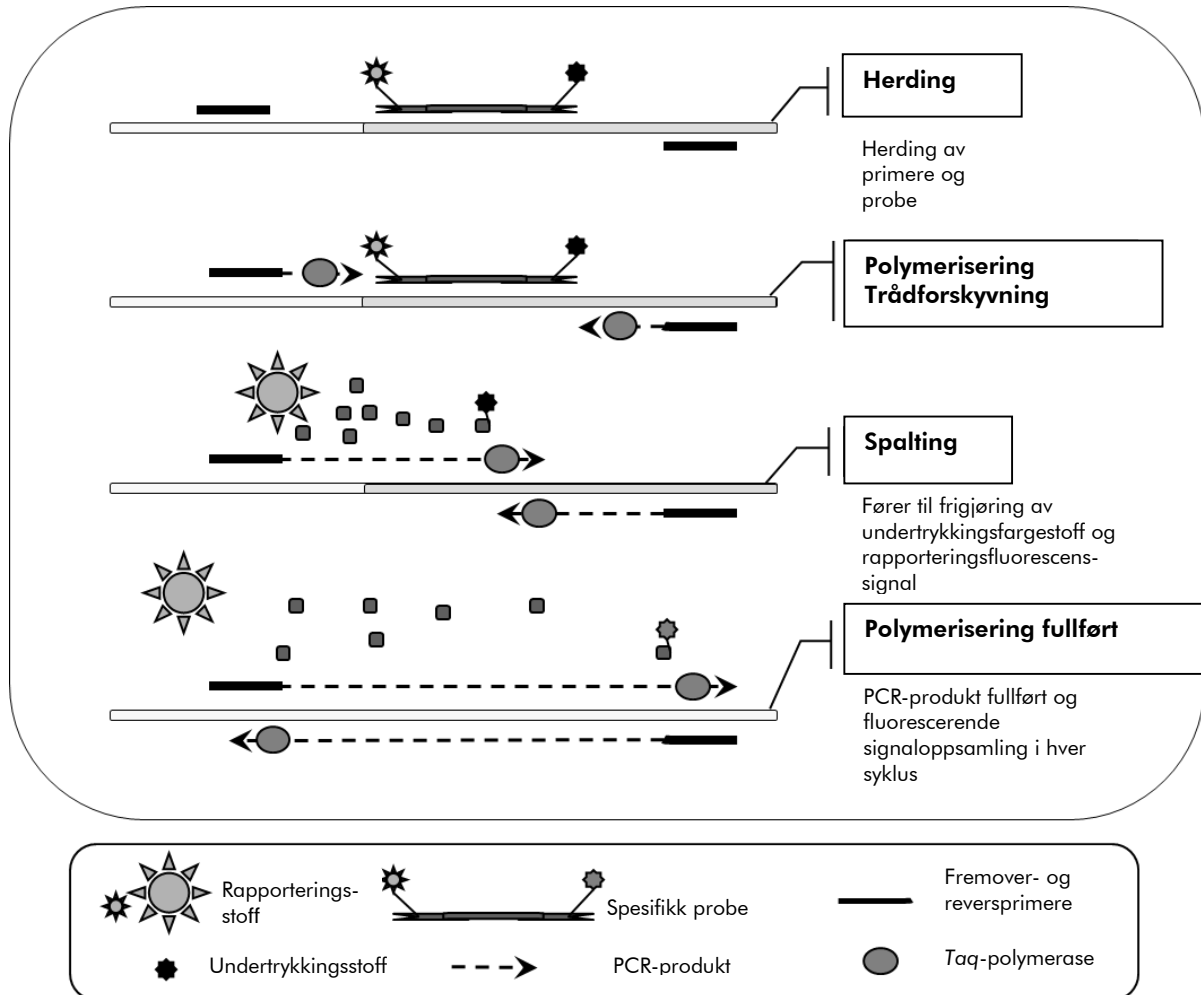 Herding
Herding av
primere og
probe
Polymerisering
Trådforskyvning
Spalting
Fører til frigjøring av
undertrykkingsfargestoff og
rapporteringsfluorescens-
signal
Polymerisering fullført
PCR-produkt fullført og
fluorescerende
signaloppsamling i hver
syklus
Rapporterings-
stoff
Spesifikk probe
Fremover- og
reversprimere
Undertrykkingsstoff
PCR-produkt
Taq-polymerase